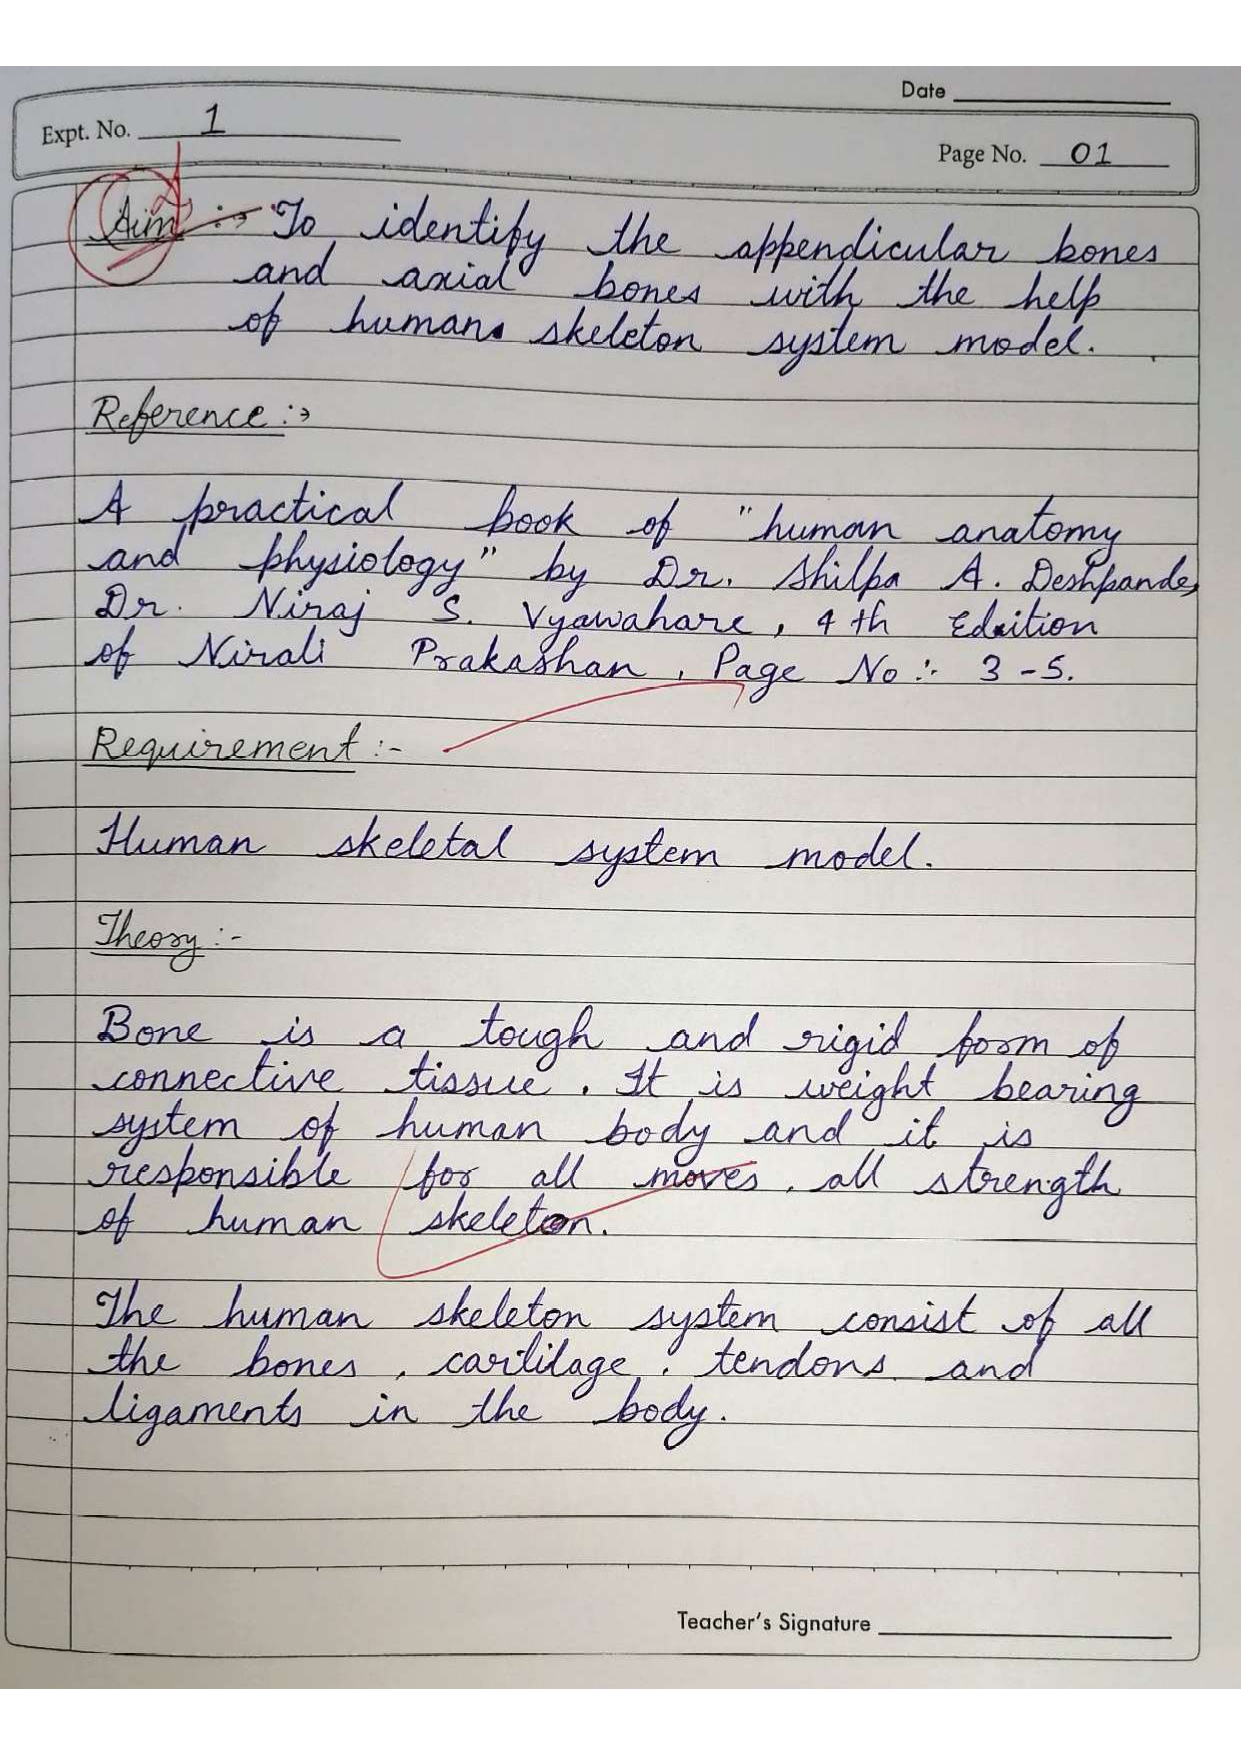 Date
Expt. No. 1
Page No. 01
Aim :→ To identify the appendicular bones
and axial bones with the help
of human skeleton system model.
Reference :→
A practical book of "human anatomy
and physiology" by Dr. Shilpa A. Deshpande,
Dr. Niraj S. Vyawahare, 4th Edition
of Nirali Prakashan, Page No :- 3-5.
Requirement :-
Human skeletal system model.
Theory :-
Bone is a tough and rigid form of
connective tissue. It is weight bearing
system of human body and it is
responsible for all moves, all strength
of human skeleton.
The human skeleton system consist of all
the bones, cartilage, tendons and
ligaments in the body.
Teacher's Signature